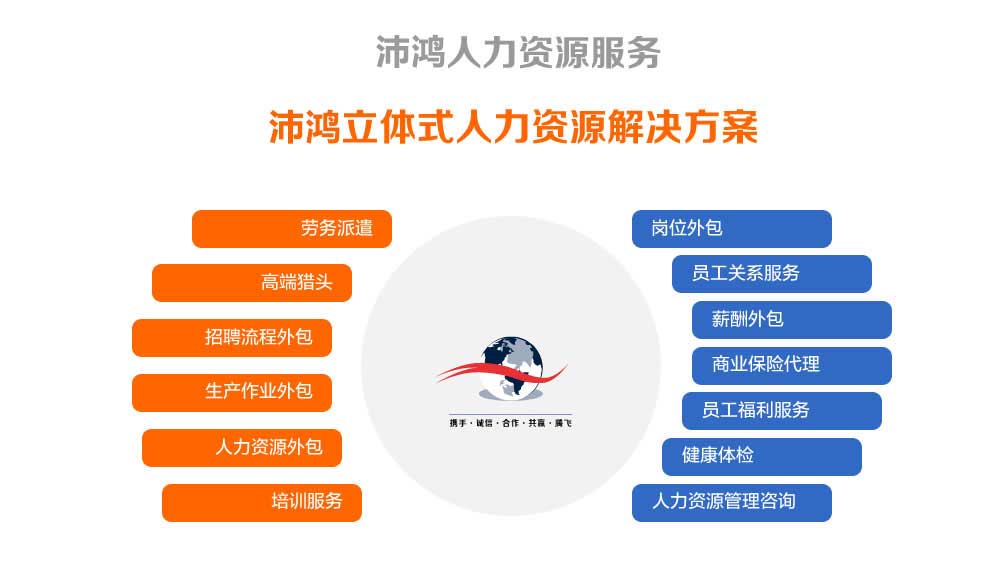 沛鸿人力资源服务
沛鸿立体式人力资源解决方案
劳务派遣
高端猎头
招聘流程外包
生产作业外包
人力资源外包
培训服务
携手·诚信·合作·共赢·腾飞
岗位外包
员工关系服务
薪酬外包
商业保险代理
员工福利服务
健康体检
人力资源管理咨询